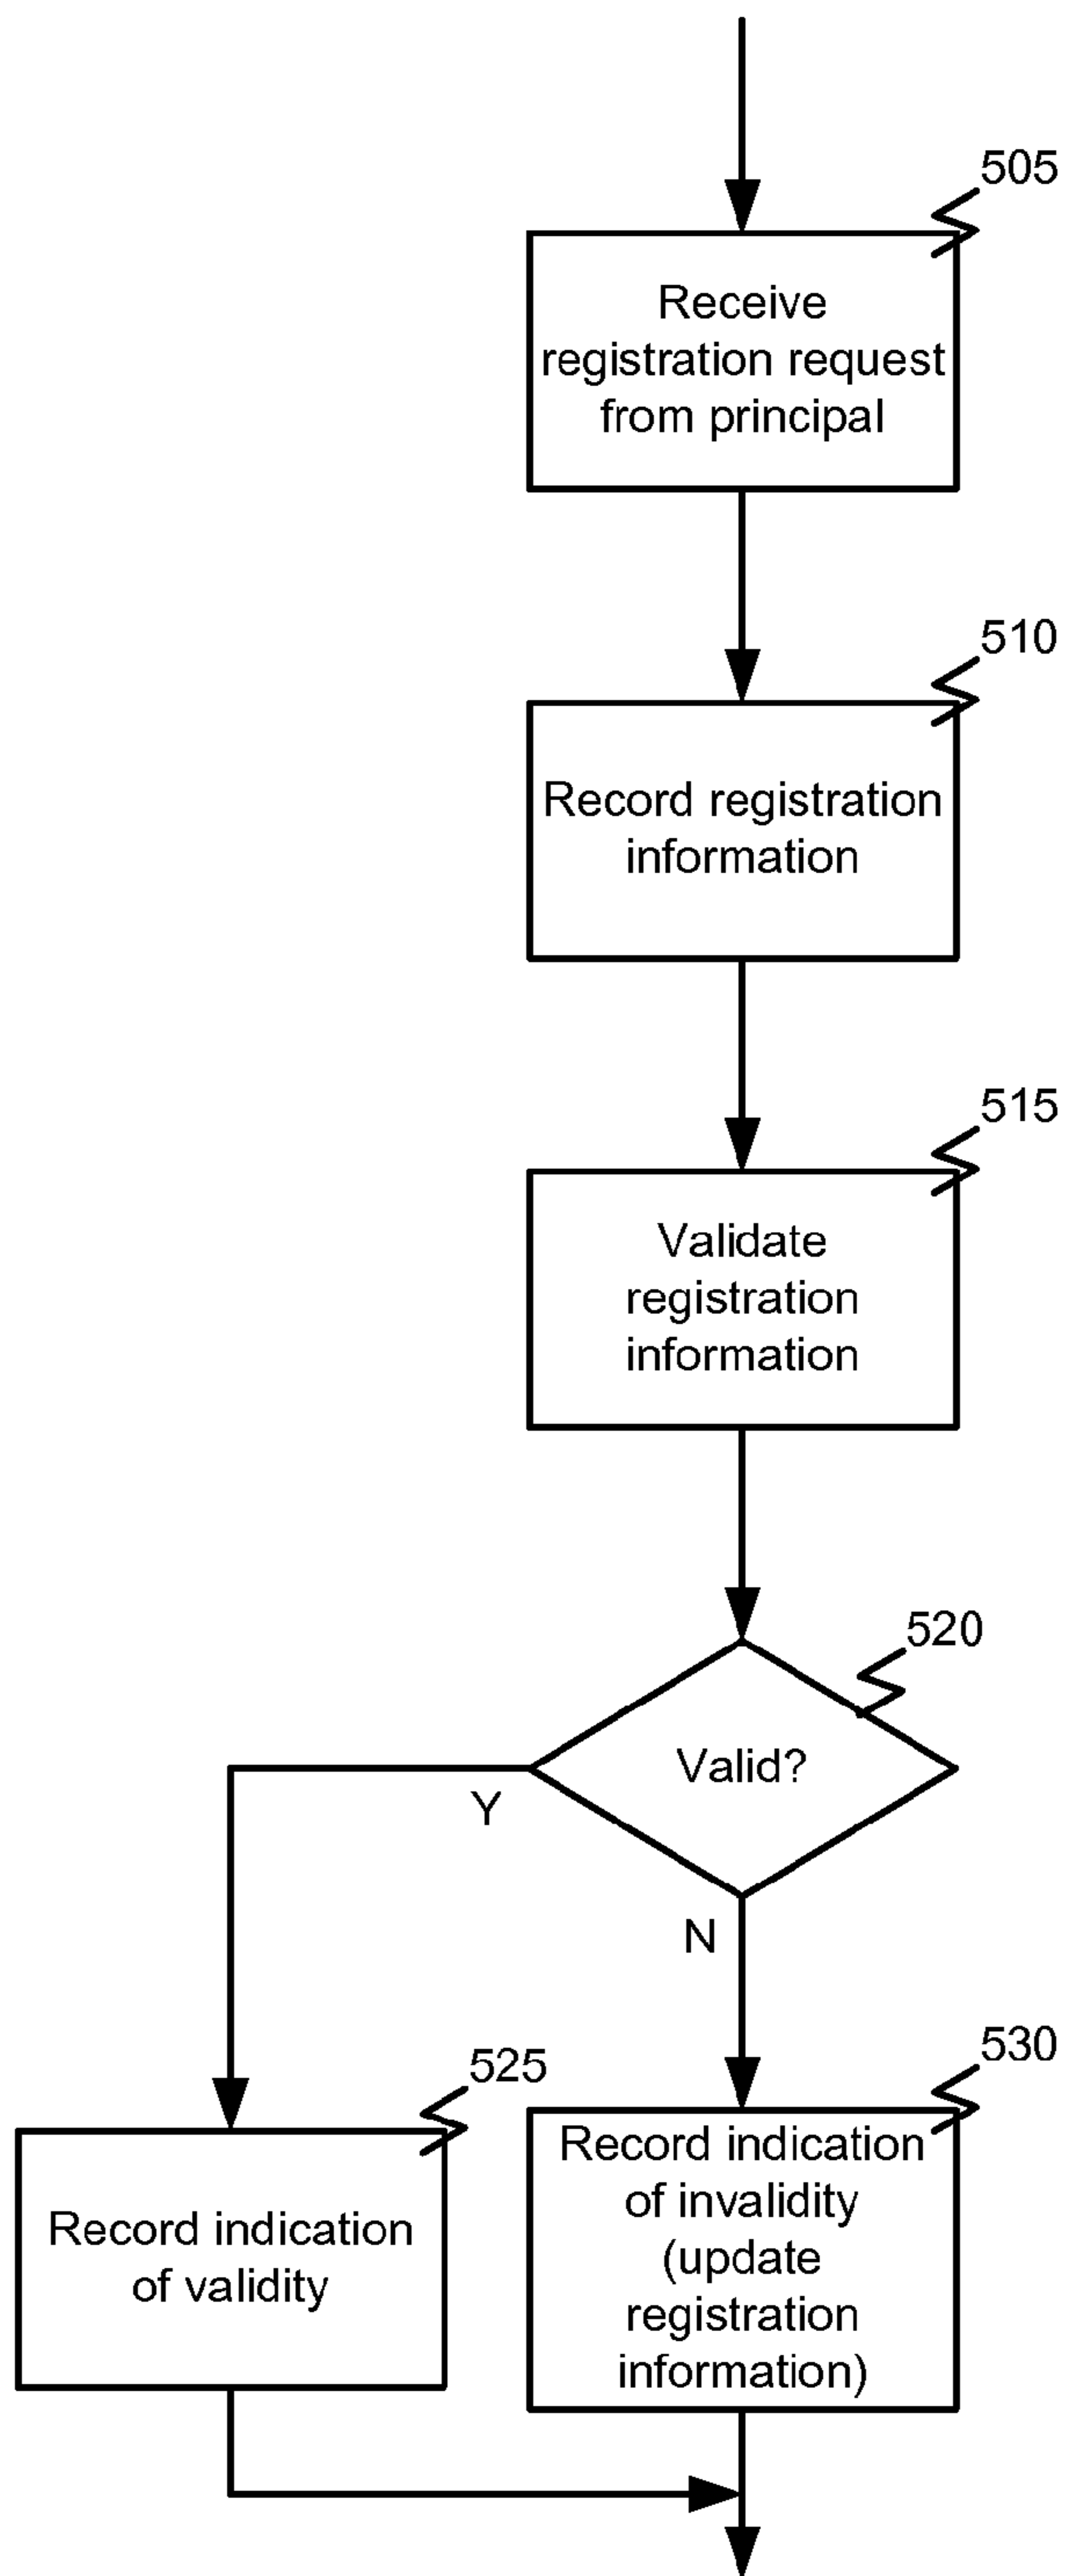 505
Receive
registration request
from principal
510
Record registration
information
515
Validate
registration
information
520
Valid?
Y
N
525
Record indication
of validity
530
Record indication
of invalidity
(update
registration
information)